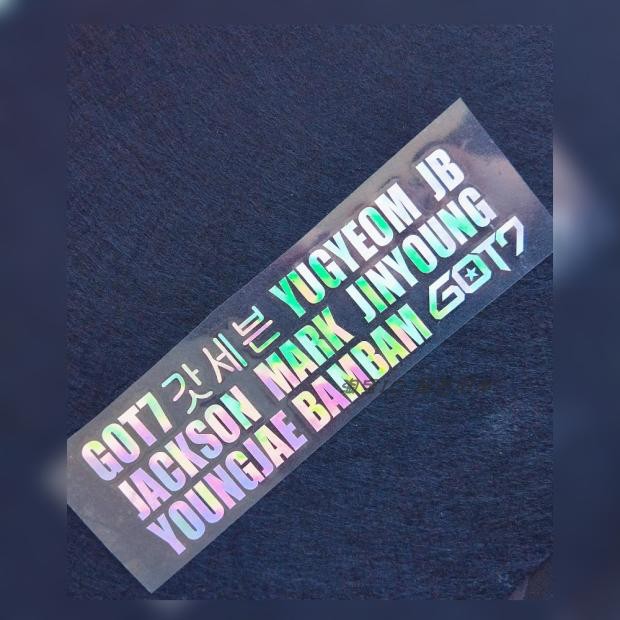 GOT7 갓세븐 YUGYEOM JB
JACKSON MARK JINYOUNG
YOUNGJAE BAMBAM GOT7